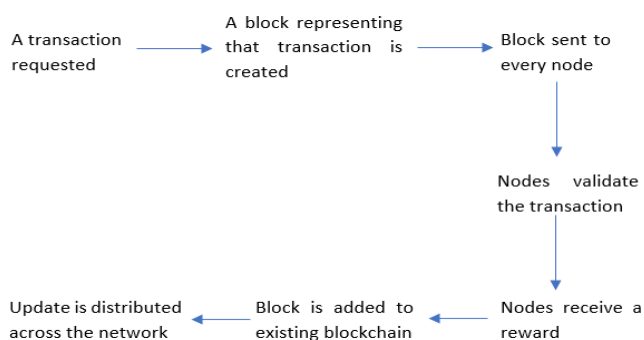 A transaction
requested
A block representing
that transaction is
created
Block sent to
every node
Nodes validate
the transaction
Nodes receive a
reward
Block is added to
existing blockchain
Update is distributed
across the network